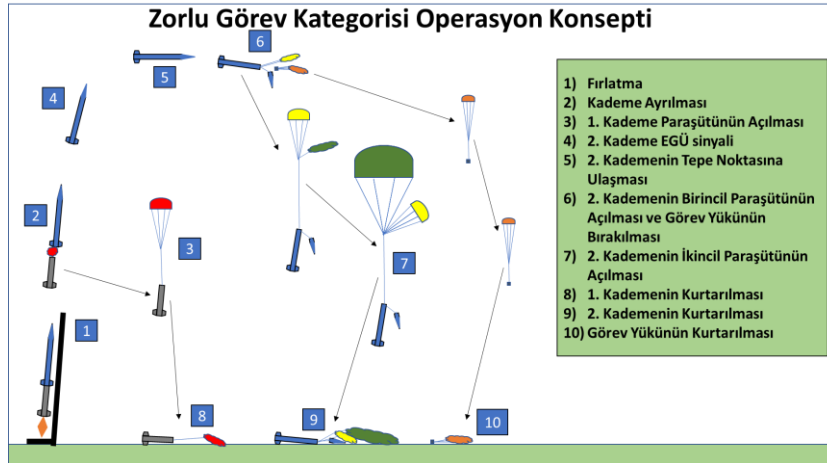 Zorlu Görev Kategorisi Operasyon Konsepti
6
5
4
2
3
7
1
8
9
10
1) Fırlatma
2) Kademe Ayrılması
3) 1. Kademe Paraşütünün Açılması
4) 2. Kademe EGÜ sinyali
5) 2. Kademenin Tepe Noktasına
Ulaşması
6) 2. Kademenin Birincil Paraşütünün
Açılması ve Görev Yükünün
Bırakılması
7) 2. Kademenin İkincil Paraşütünün
Açılması
8) 1. Kademenin Kurtarılması
9) 2. Kademenin Kurtarılması
10) Görev Yükünün Kurtarılması